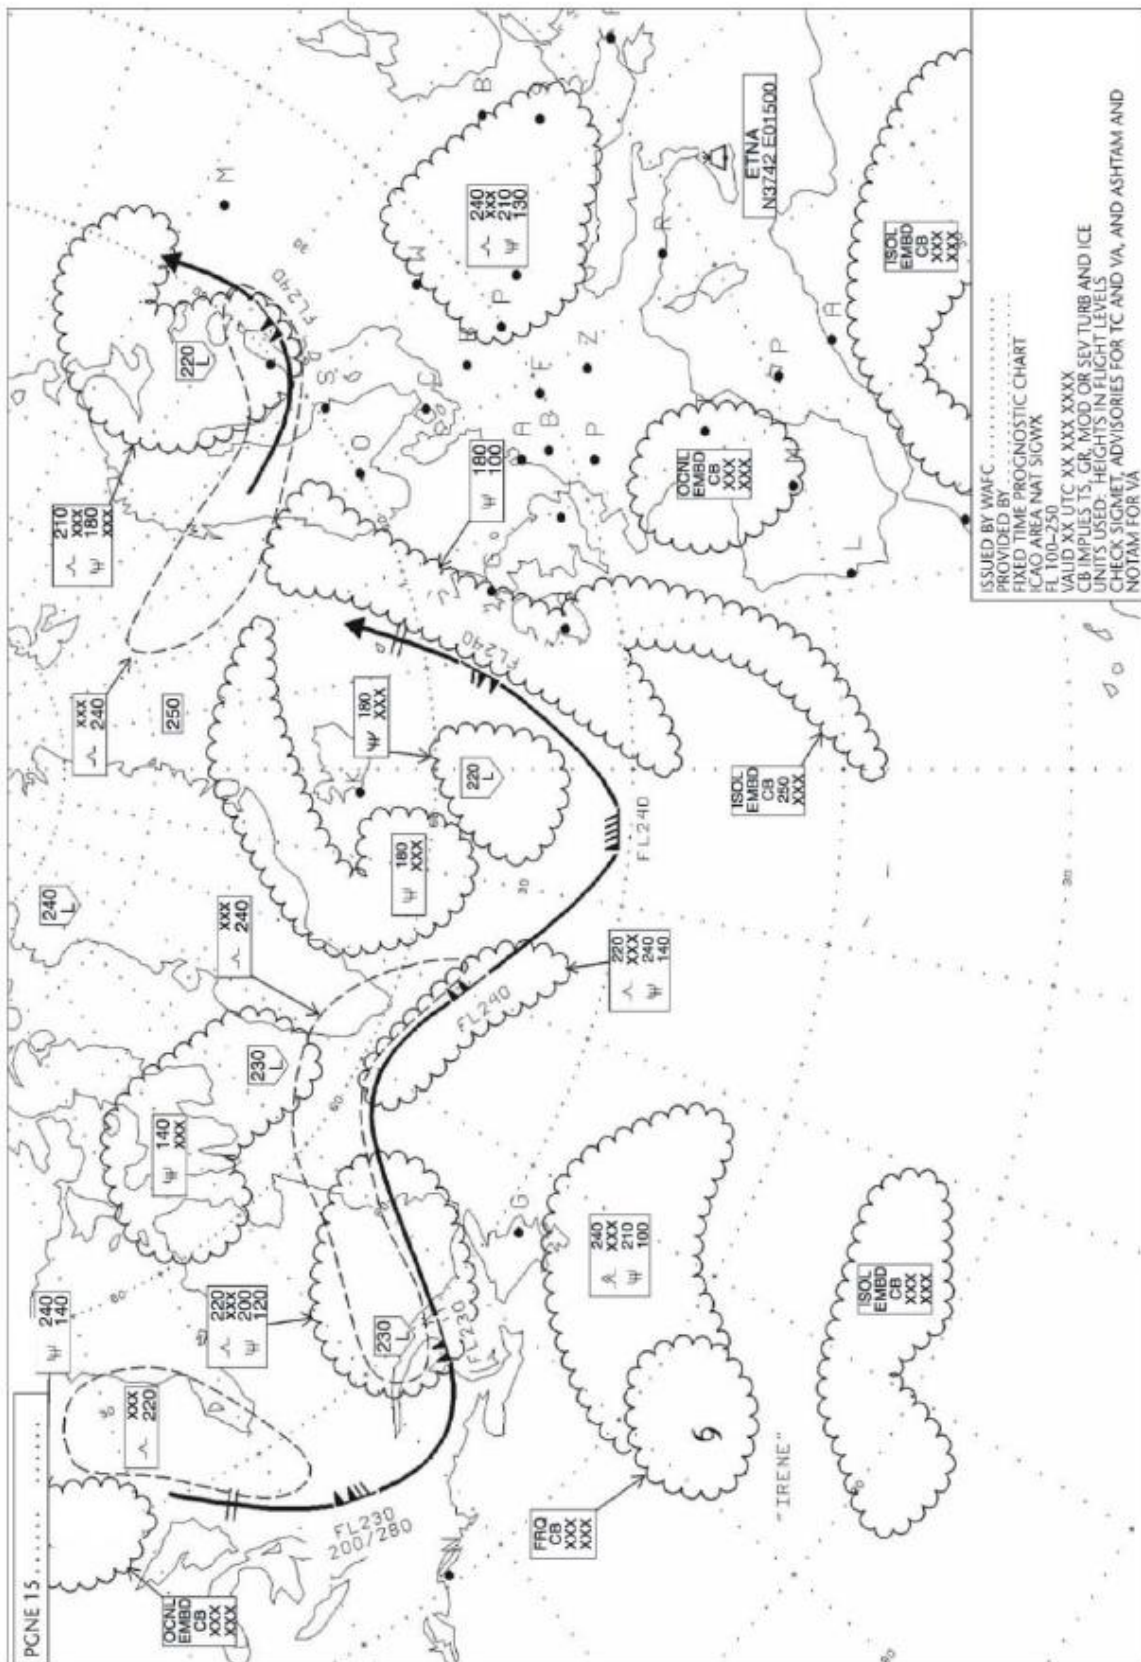 PGNE 15
OCNL
EMBD
CB
XXX
XXX
XXX
220
240
140
220
XXX
200
120
230
L
FL230
200/280
FL230
N
140
XXX
230
L
XXX
240
240
L
FRQ
CB
XXX
XXX
"IRENE"
G
240
XXX
210
100
ISOL
EMBD
CB
XXX
XXX
FL240
220
XXX
240
140
FL240
180
XXX
180
XXX
220
L
K
250
XXX
240
210
XXX
180
XXX
220
L
FL240
M
FL240
180
100
ISOL
EMBD
CB
250
XXX
OCNL
EMBD
CB
XXX
XXX
240
XXX
210
130
ETNA
N3742 E01500
ISOL
EMBD
CB
XXX
XXX
S
O
C
W
P
B
F
Z
A
B
P
R
A
P
L
30
ISSUED BY WAFC
PROVIDED BY
FIXED TIME PROGNOSTIC CHART
ICAO AREA NAT SIGWX
FL 100–250
VALID XX UTC XX XXX XXXX
CB IMPLIES TS, GR, MOD OR SEV TURB AND ICE
UNITS USED: HEIGHTS IN FLIGHT LEVELS
CHECK SIGMET, ADVISORIES FOR TC AND VA, AND ASHTAM AND
NOTAM FOR VA